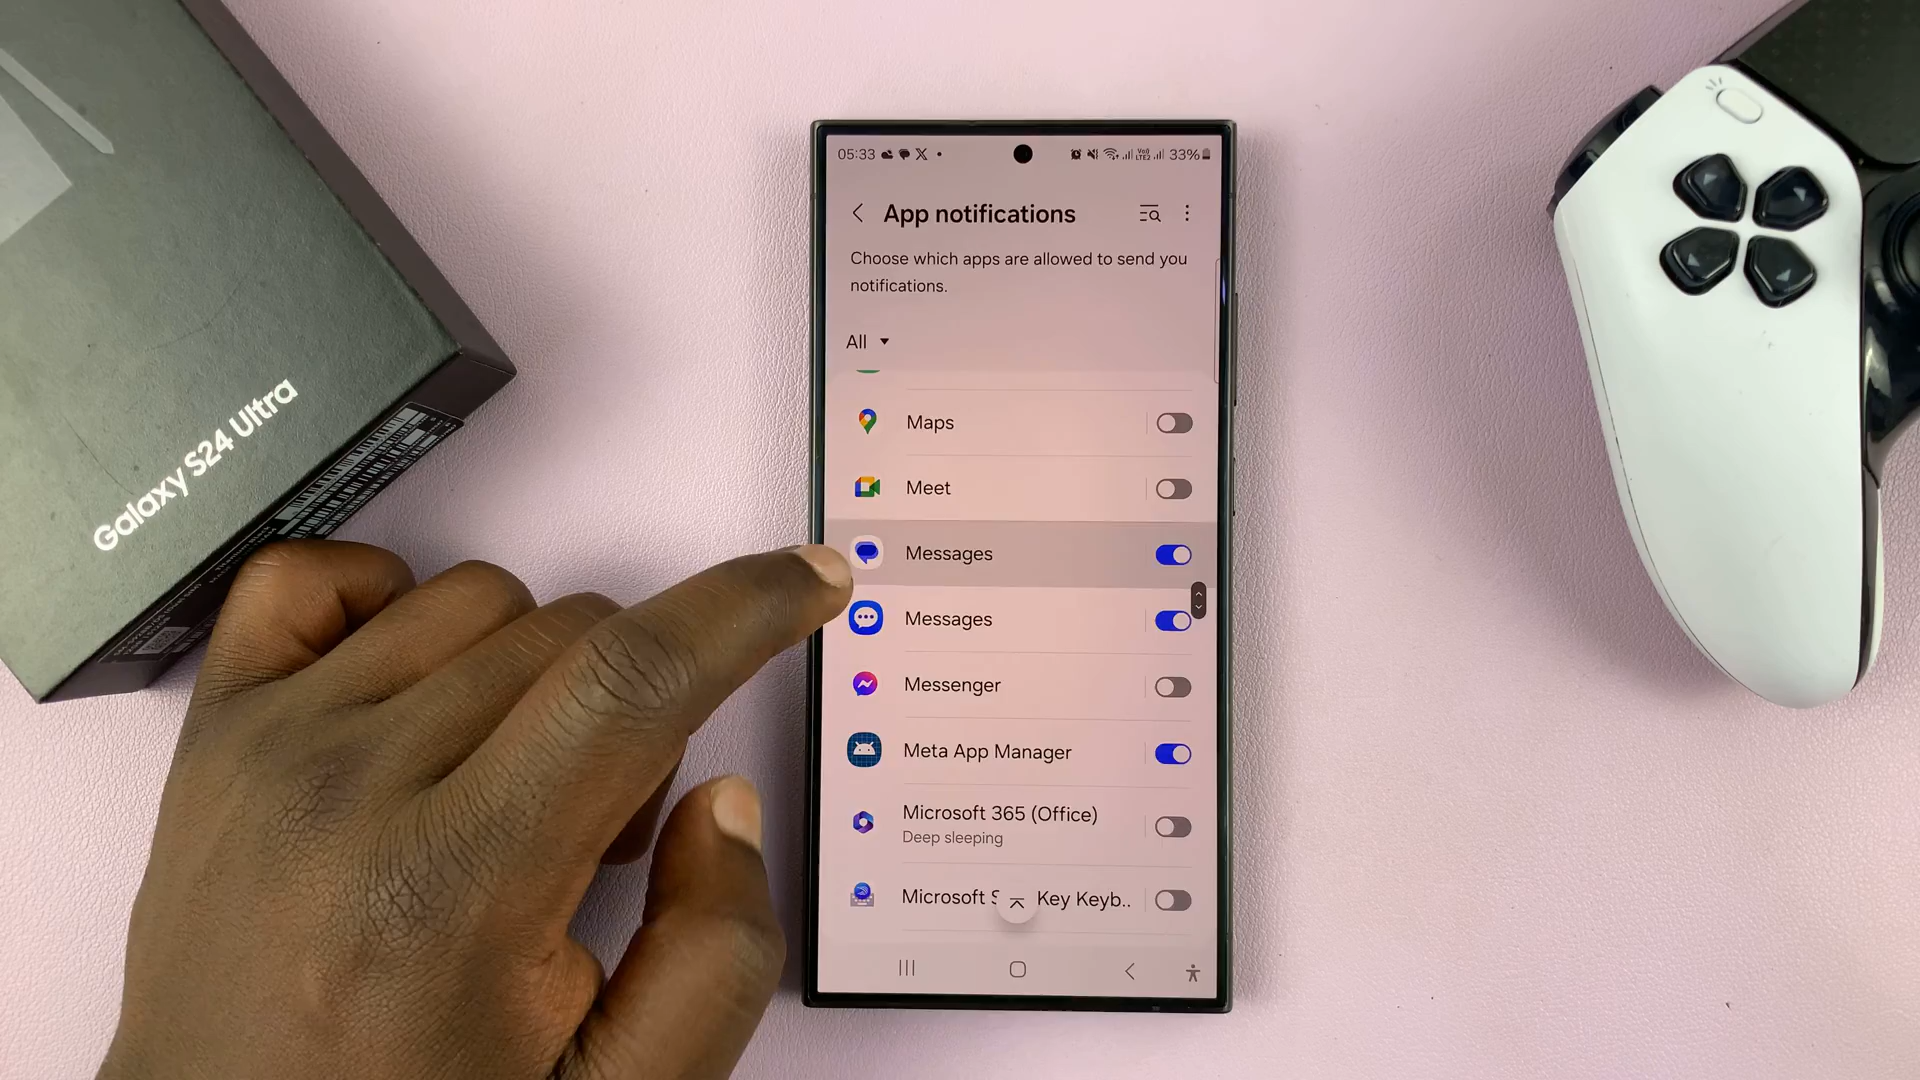 Galaxy S24 Ultra
05:33
33%
App notifications
Choose which apps are allowed to send you
notifications.
All
Maps
Meet
Messages
Messages
Messenger
Meta App Manager
Microsoft 365 (Office)
Deep sleeping
Microsoft S Key Keyb..